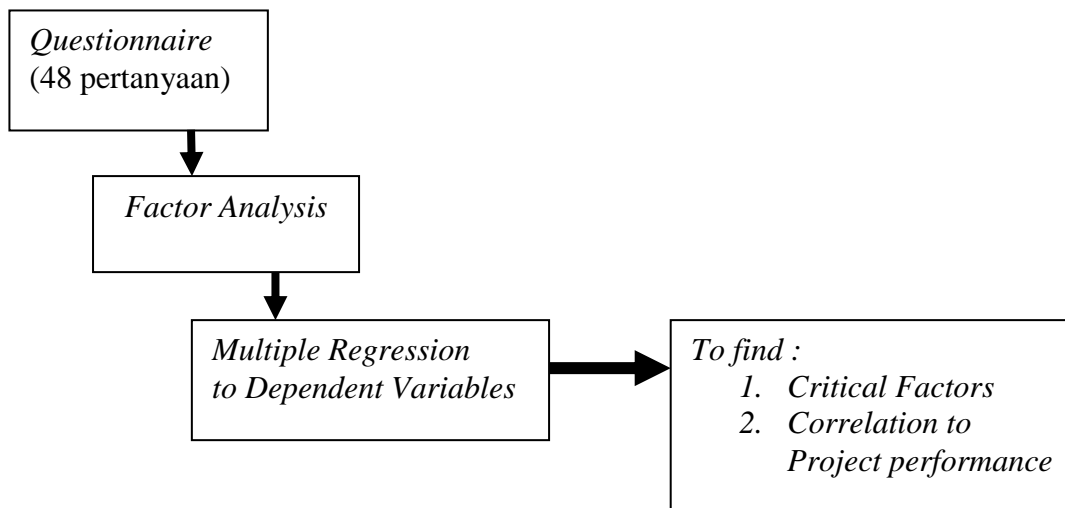 Questionnaire
(48 pertanyaan)
Factor Analysis
Multiple Regression
to Dependent Variables
To find :
1. Critical Factors
2. Correlation to
Project performance